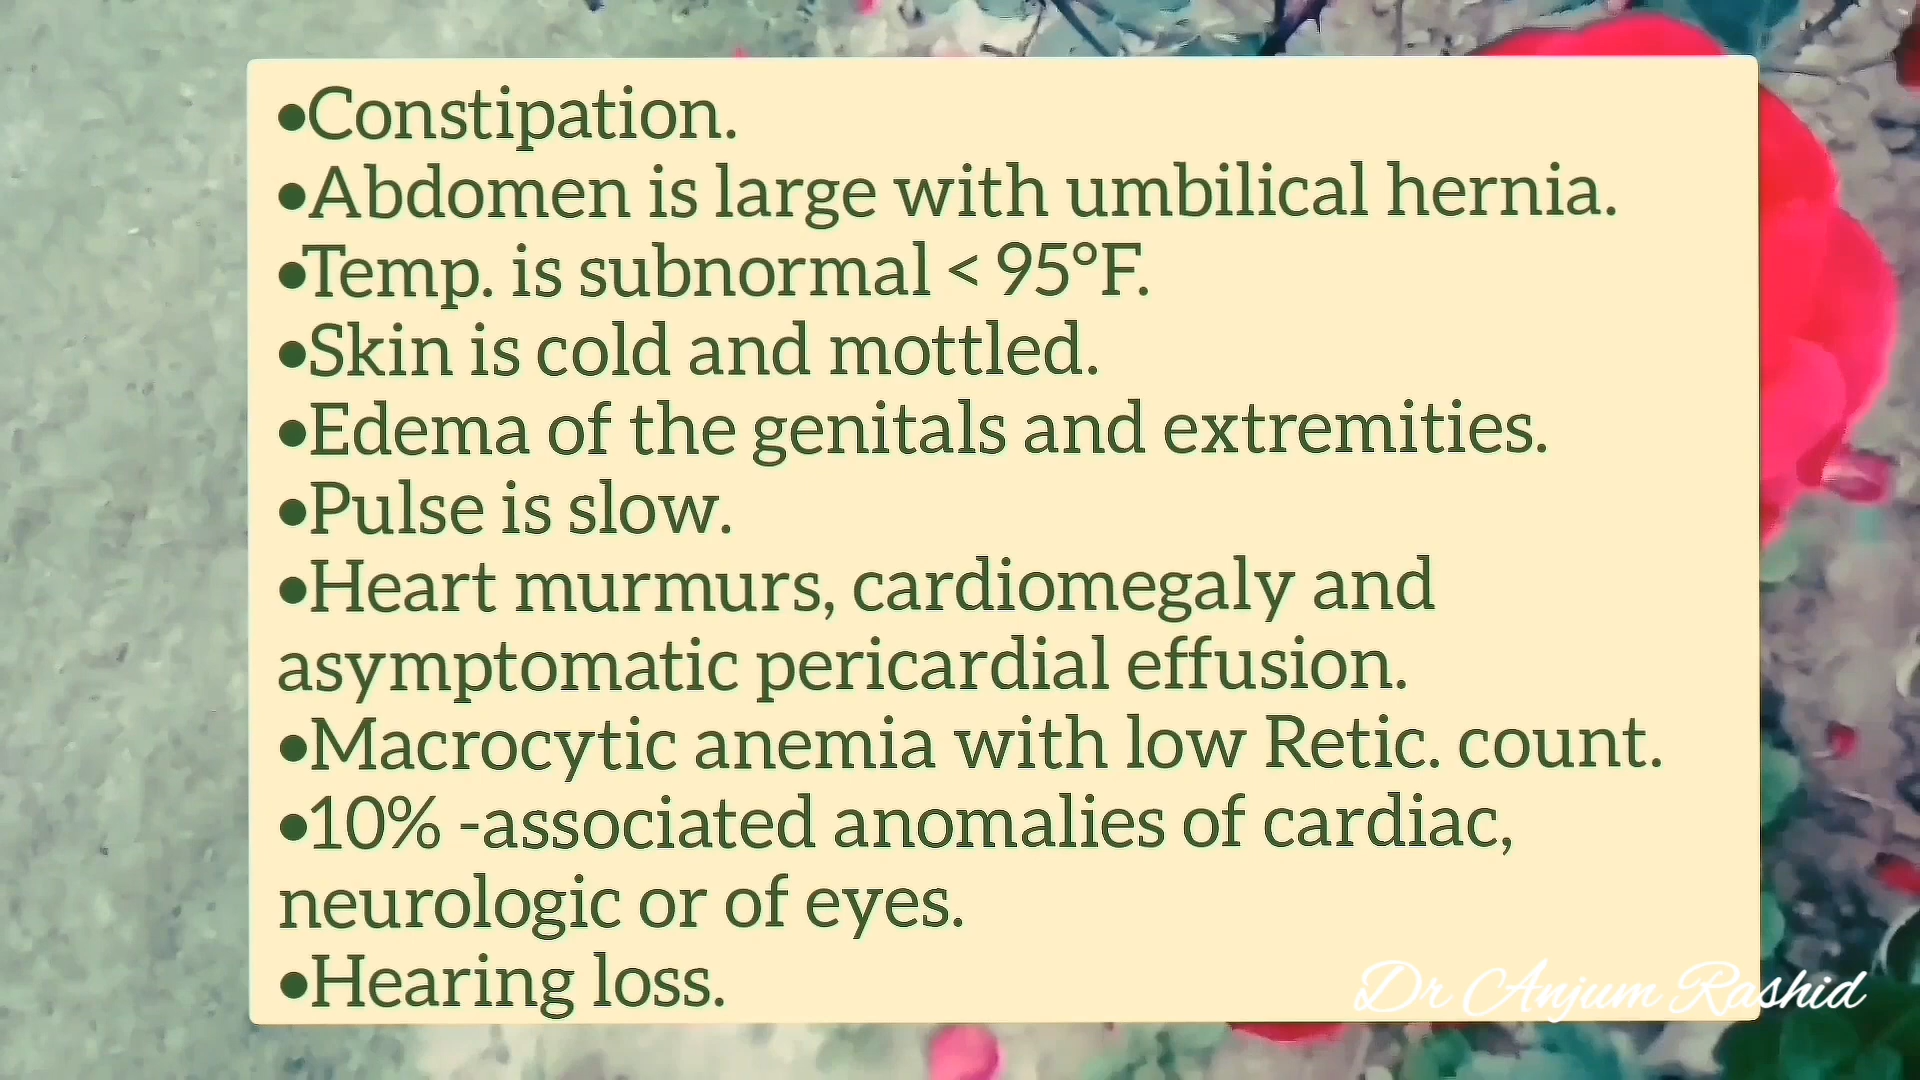 •Constipation.
•Abdomen is large with umbilical hernia.
•Temp. is subnormal < 95°F.
•Skin is cold and mottled.
•Edema of the genitals and extremities.
•Pulse is slow.
•Heart murmurs, cardiomegaly and
asymptomatic pericardial effusion.
•Macrocytic anemia with low Retic. count.
•10% -associated anomalies of cardiac,
neurologic or of eyes.
•Hearing loss.
Dr Anjum Rashid